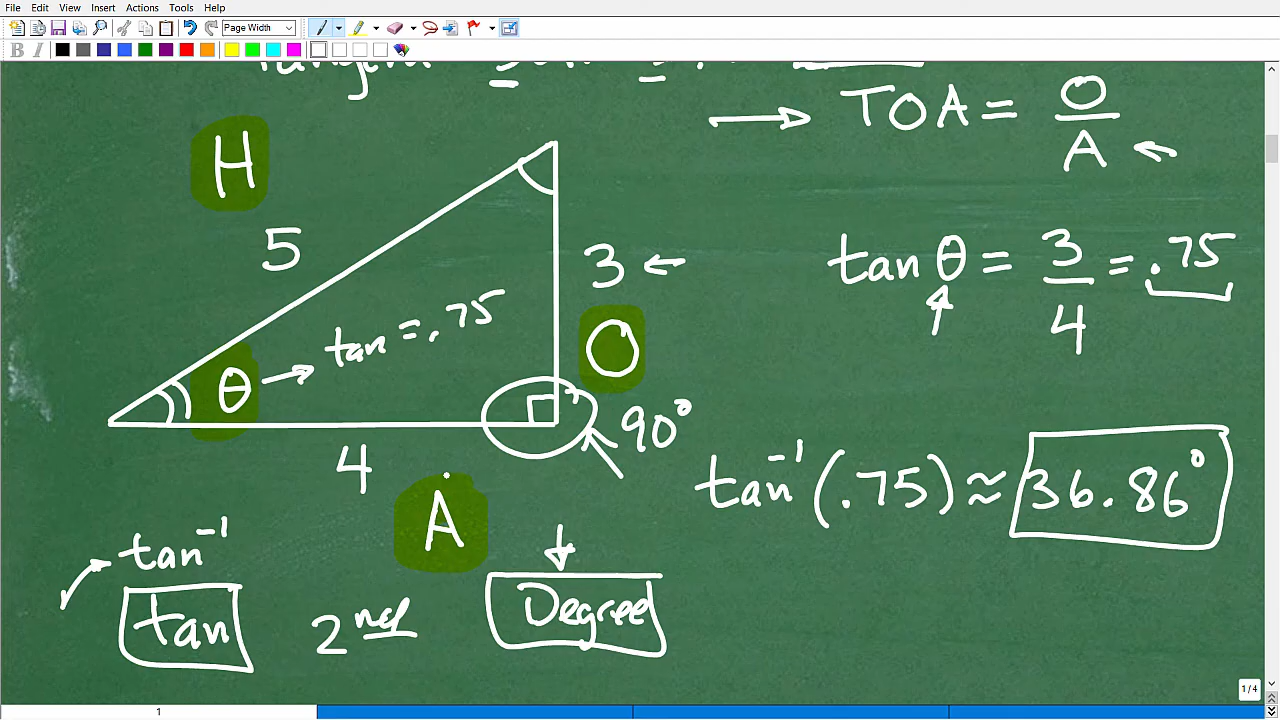 File Edit View Insert Actions Tools Help
Page Width
B I
TOA = O/A
H
5
3
tan θ = 3/4 = .75
θ → tan = .75
O
90°
4
A
tan⁻¹(.75) ≈ 36.86°
tan⁻¹
tan 2nd Degree
1/4
1